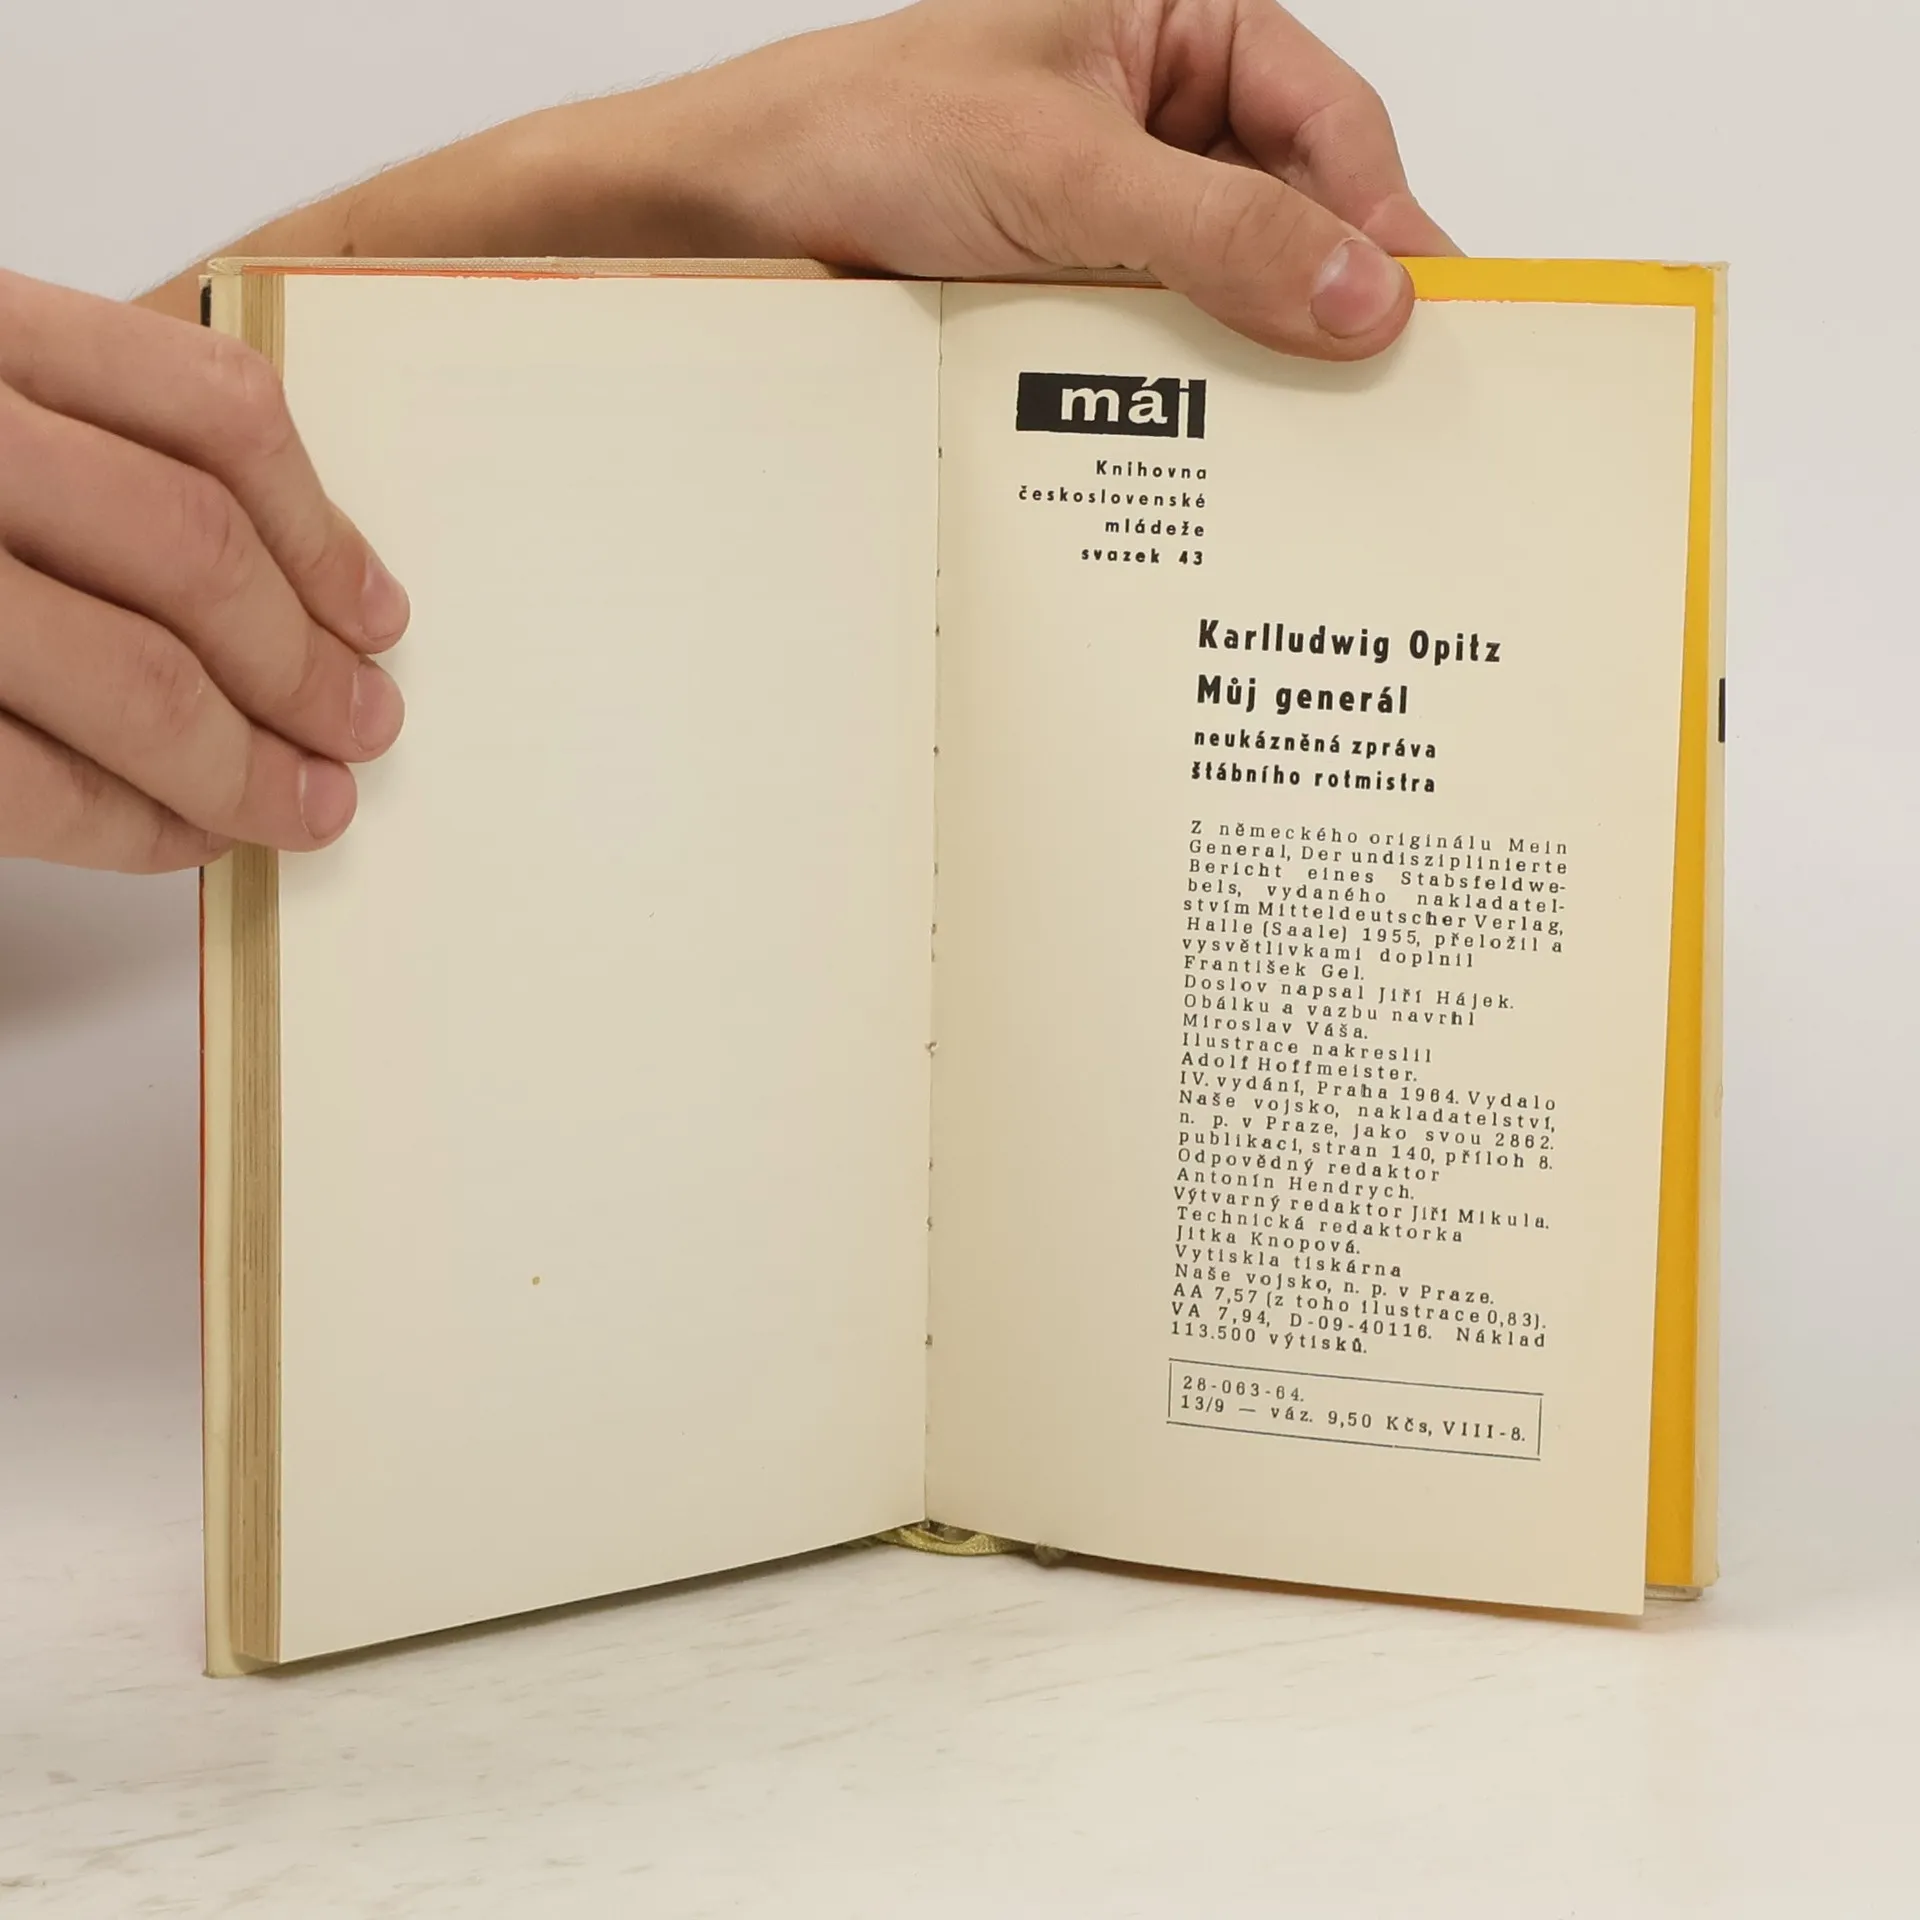 máj
Knihovna
československé
mládeže
svazek 43
Karlludwig Opitz
Můj generál
neukázněná zpráva
štábního rotmistra
Z německého originálu Mein
General, Der undisziplinierte
Bericht eines Stabsfeldwe-
bels, vydaného nakladatel-
stvím Mitteldeutscher Verlag,
Halle (Saale) 1955, přeložil a
vysvětlivkami doplnil
František Gel.
Doslov napsal Jiří Hájek.
Obálku a vazbu navrhl
Miroslav Váša.
Ilustrace nakreslil
Adolf Hoffmeister.
IV. vydání, Praha 1964. Vydalo
Naše vojsko, nakladatelství,
n. p. v Praze, jako svou 2862.
publikaci, stran 140, příloh 8.
Odpovědný redaktor
Antonín Hendrych.
Výtvarný redaktor Jiří Mikula.
Technická redaktorka
Jitka Knopová.
Vytiskla tiskárna
Naše vojsko, n. p. v Praze.
AA 7,57 (z toho ilustrace 0,83).
VA 7,94, D-09-40116. Náklad
113.500 výtisků.
28-063-64.
13/9 — váz. 9,50 Kčs, VIII-8.